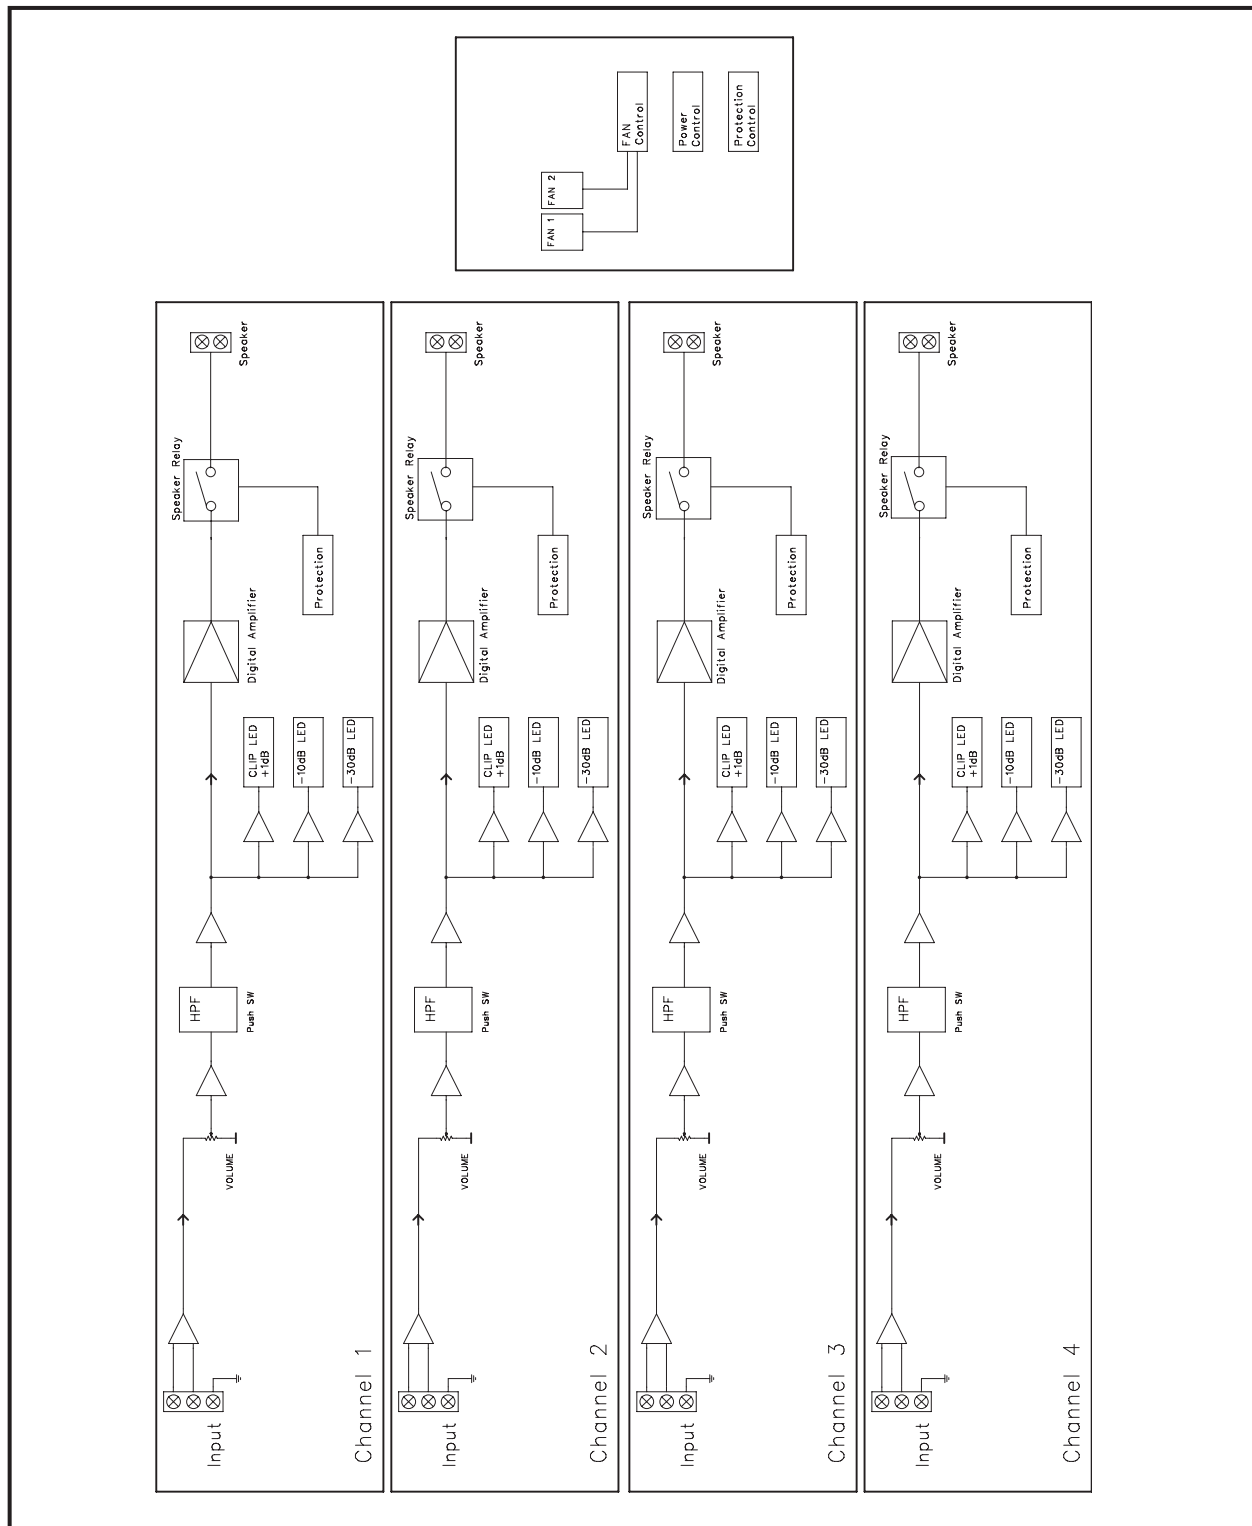 FAN 1
FAN 2
FAN
Control
Power
Control
Protection
Control
Input
VOLUME
HPF
Push SW
CLIP LED
+1dB
-10dB LED
-30dB LED
Digital Amplifier
Protection
Speaker Relay
Speaker
Channel 1
Input
VOLUME
HPF
Push SW
CLIP LED
+1dB
-10dB LED
-30dB LED
Digital Amplifier
Protection
Speaker Relay
Speaker
Channel 2
Input
VOLUME
HPF
Push SW
CLIP LED
+1dB
-10dB LED
-30dB LED
Digital Amplifier
Protection
Speaker Relay
Speaker
Channel 3
Input
VOLUME
HPF
Push SW
CLIP LED
+1dB
-10dB LED
-30dB LED
Digital Amplifier
Protection
Speaker Relay
Speaker
Channel 4